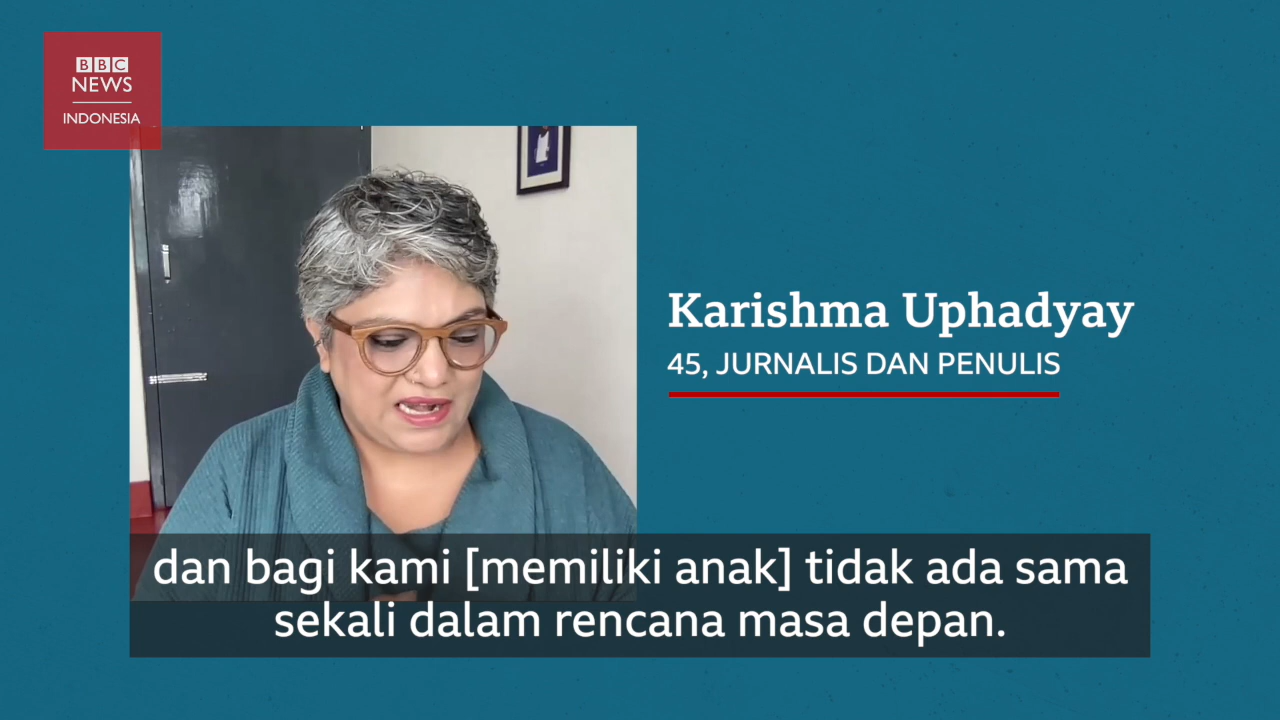 BBC
NEWS
INDONESIA
Karishma Uphadyay
45, JURNALIS DAN PENULIS
dan bagi kami [memiliki anak] tidak ada sama
sekali dalam rencana masa depan.